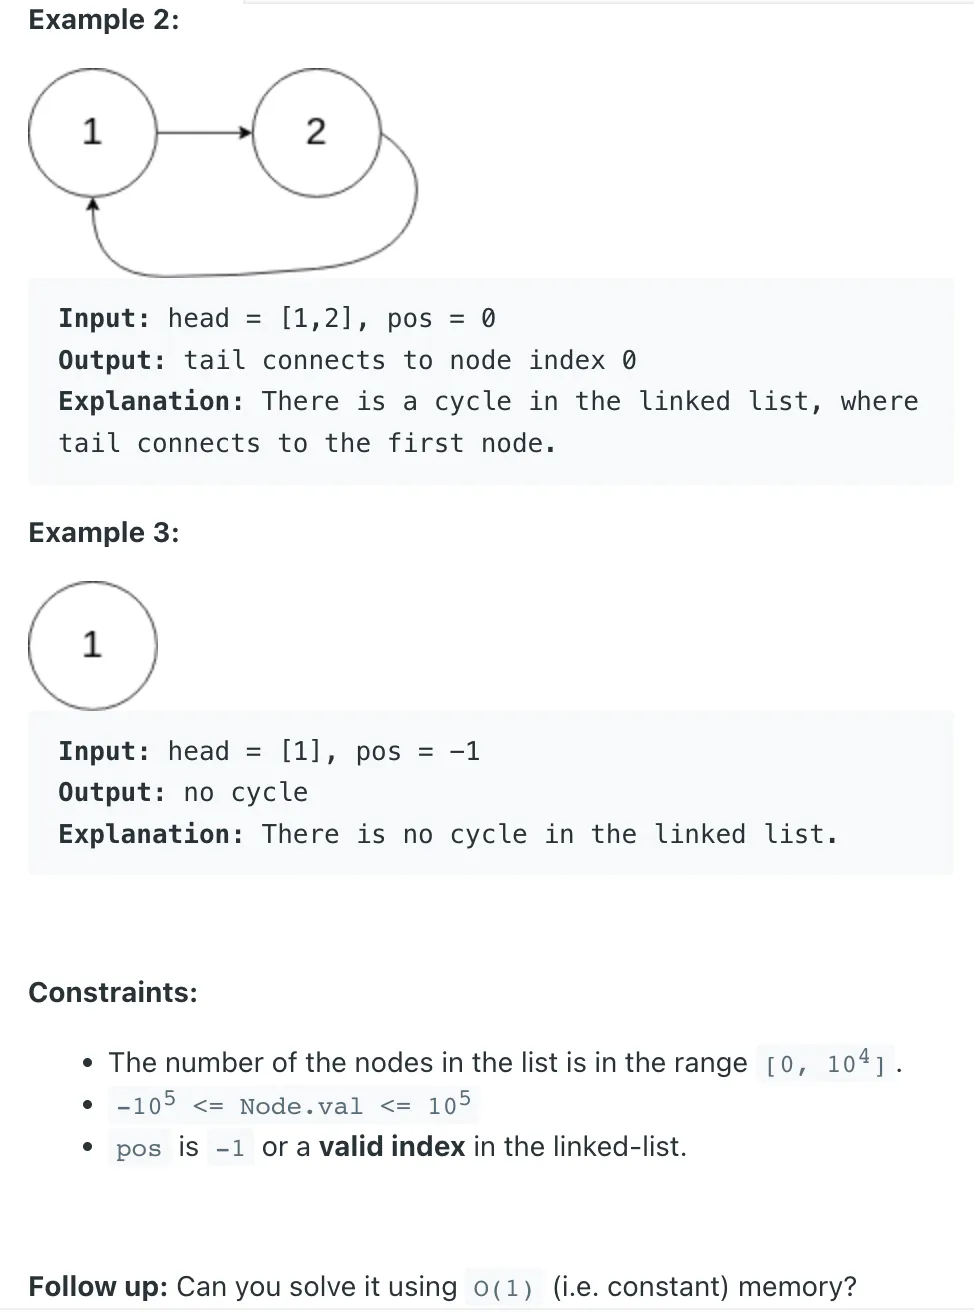 Example 2:
1
2
Input: head = [1,2], pos = 0
Output: tail connects to node index 0
Explanation: There is a cycle in the linked list, where
tail connects to the first node.
Example 3:
1
Input: head = [1], pos = -1
Output: no cycle
Explanation: There is no cycle in the linked list.
Constraints:
• The number of the nodes in the list is in the range [0, 10⁴].
• -10⁵ <= Node.val <= 10⁵
• pos is -1 or a valid index in the linked-list.
Follow up: Can you solve it using O(1) (i.e. constant) memory?